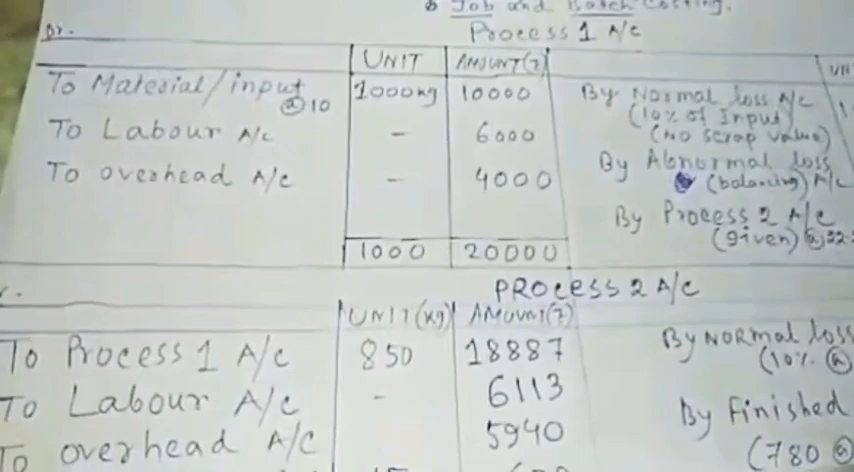 Job and Batch Costing.
Process 1 A/c
Dr.
UNIT AMOUNT(₹)
To Material/input 1000kg 10000 By Normal loss A/c
@10 (10% of Input)
To Labour A/c - 6000 (no scrap value)
To overhead A/c - 4000 By Abnormal loss
(balancing) A/c
By Process 2 A/c
(given) @22.
1000 20000
PROCESS 2 A/c
UNIT(kg) AMOUNT(₹)
To Process 1 A/c 850 18887 By NORMal loss
(10% @
To Labour A/c - 6113 By Finished
To overhead A/c 5940 (780 @